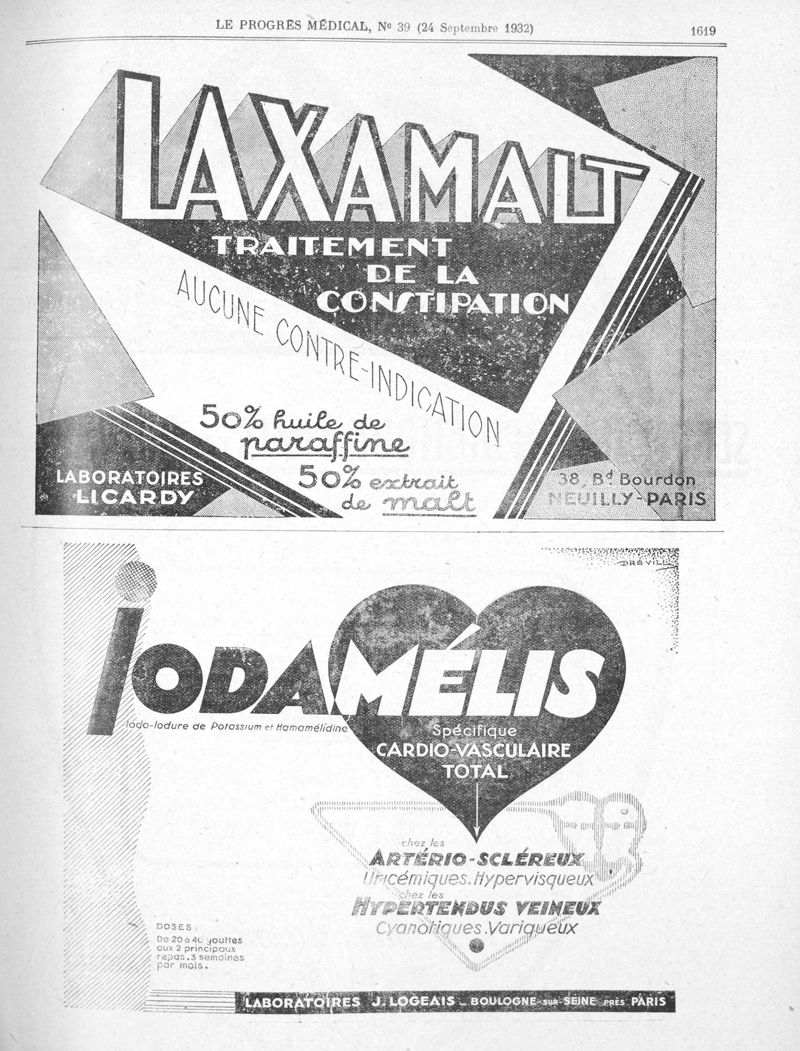 LE PROGRÈS MÉDICAL, Nº 39 (24 Septembre 1932)
1619
LAXAMALT
TRAITEMENT
DE LA
CONSTIPATION
AUCUNE CONTRE-INDICATION
50% huile de
paraffine
50% extrait
de malt
LABORATOIRES
LICARDY
38, Bd Bourdon
NEUILLY-PARIS
iODAMÉLIS
Iodo-Iodure de Potassium et Hamamélidine
Spécifique
CARDIO-VASCULAIRE
TOTAL
chez les
ARTÉRIO-SCLÉREUX
Uricémiques.Hypervisqueux
chez les
HYPERTENDUS VEINEUX
Cyanotiques.Variqueux
DOSES:
De 20 à 40 gouttes
aux 2 principaux
repas. 3 semaines
par mois.
LABORATOIRES J. LOGEAIS _ BOULOGNE-SUR-SEINE PRÈS PARIS